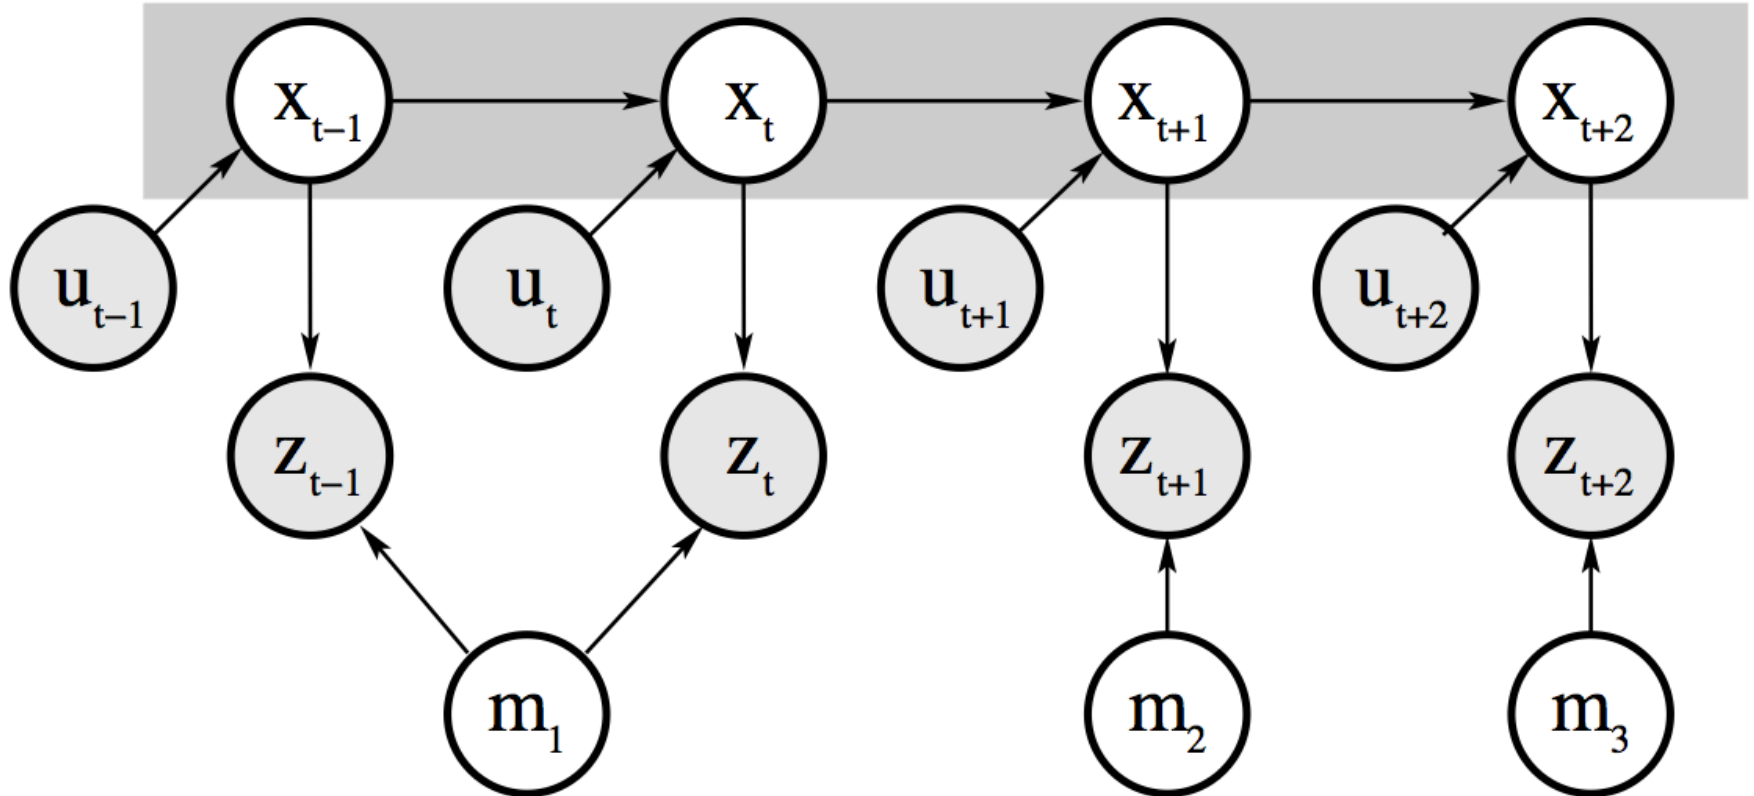 x_{t−1} x_t x_{t+1} x_{t+2}
u_{t−1} u_t u_{t+1} u_{t+2}
z_{t−1} z_t z_{t+1} z_{t+2}
m_1 m_2 m_3